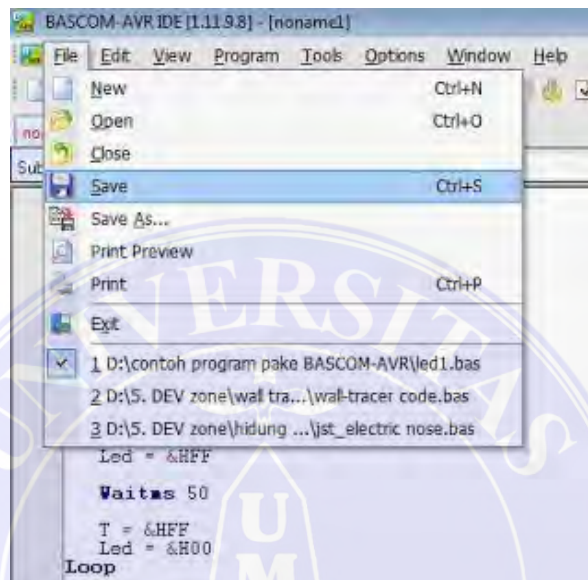 BASCOM-AVR IDE [1.11.9.8] - [noname1]
File Edit View Program Tools Options Window Help
New Ctrl+N
Open Ctrl+O
no
Close
Sub
Save Ctrl+S
Save As...
Print Preview
Print Ctrl+P
Exit
1 D:\contoh program pake BASCOM-AVR\led1.bas
2 D:\5. DEV zone\wall tra...\wall-tracer code.bas
3 D:\5. DEV zone\hidung ...\jst_electric nose.bas
Led = &HFF
Waitms 50
T = &HFF
Led = &H00
Loop
VERSITAS
U
M